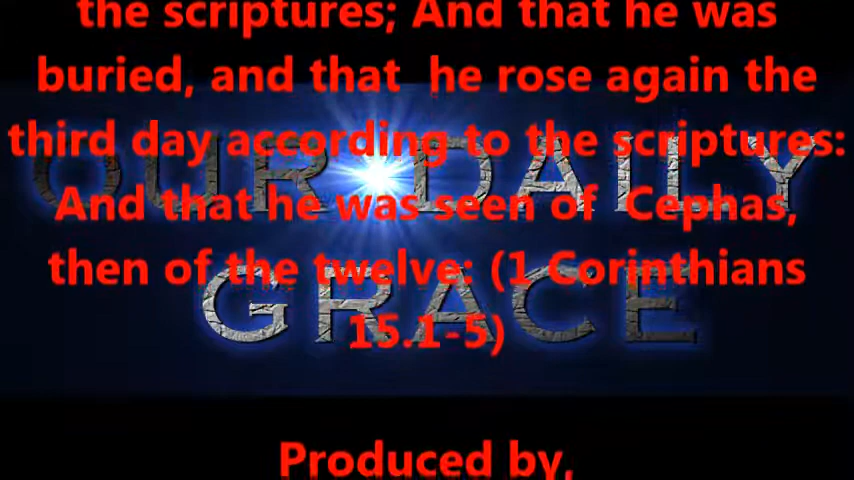 the scriptures; And that he was
buried, and that he rose again the
third day according to the scriptures:
And that he was seen of Cephas,
then of the twelve: (1 Corinthians
15.1-5)
Produced by,
OUR DAILY
GRACE